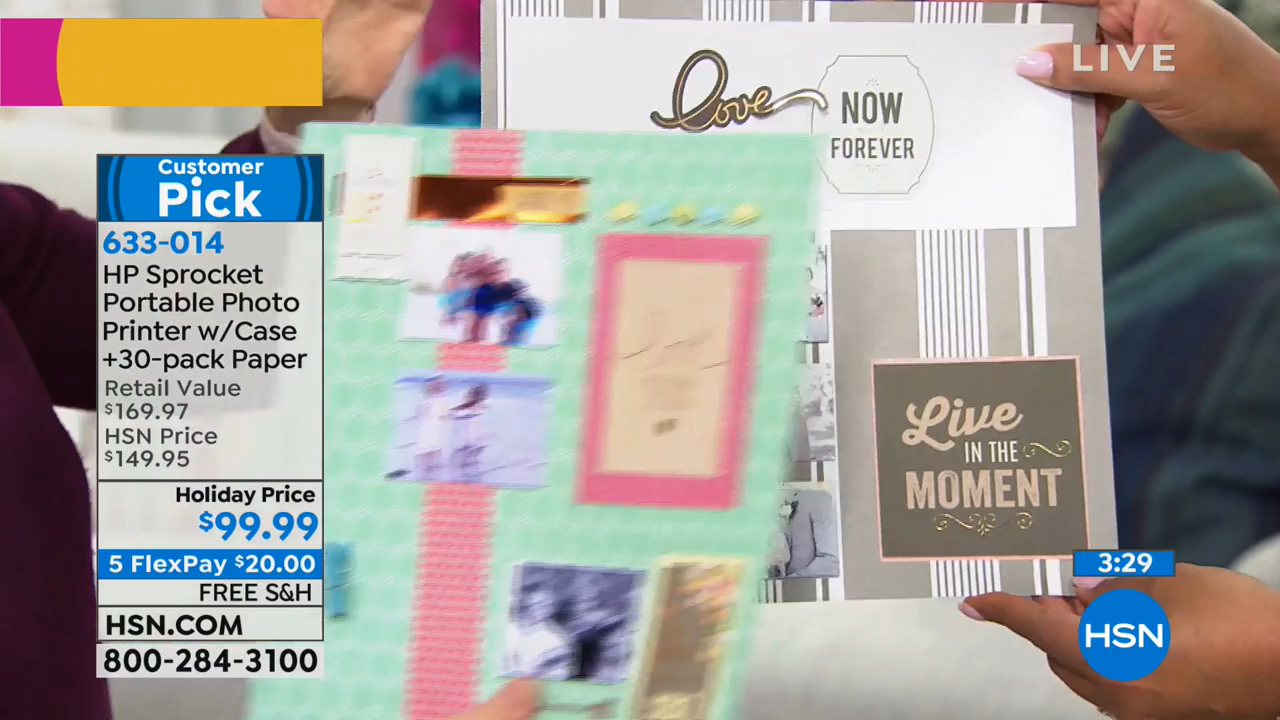 LIVE
love
NOW
FOREVER
Customer
Pick
633-014
HP Sprocket
Portable Photo
Printer w/Case
+30-pack Paper
Retail Value
$169.97
HSN Price
$149.95
Holiday Price
$99.99
5 FlexPay $20.00
FREE S&H
HSN.COM
800-284-3100
Live
IN THE
MOMENT
3:29
HSN